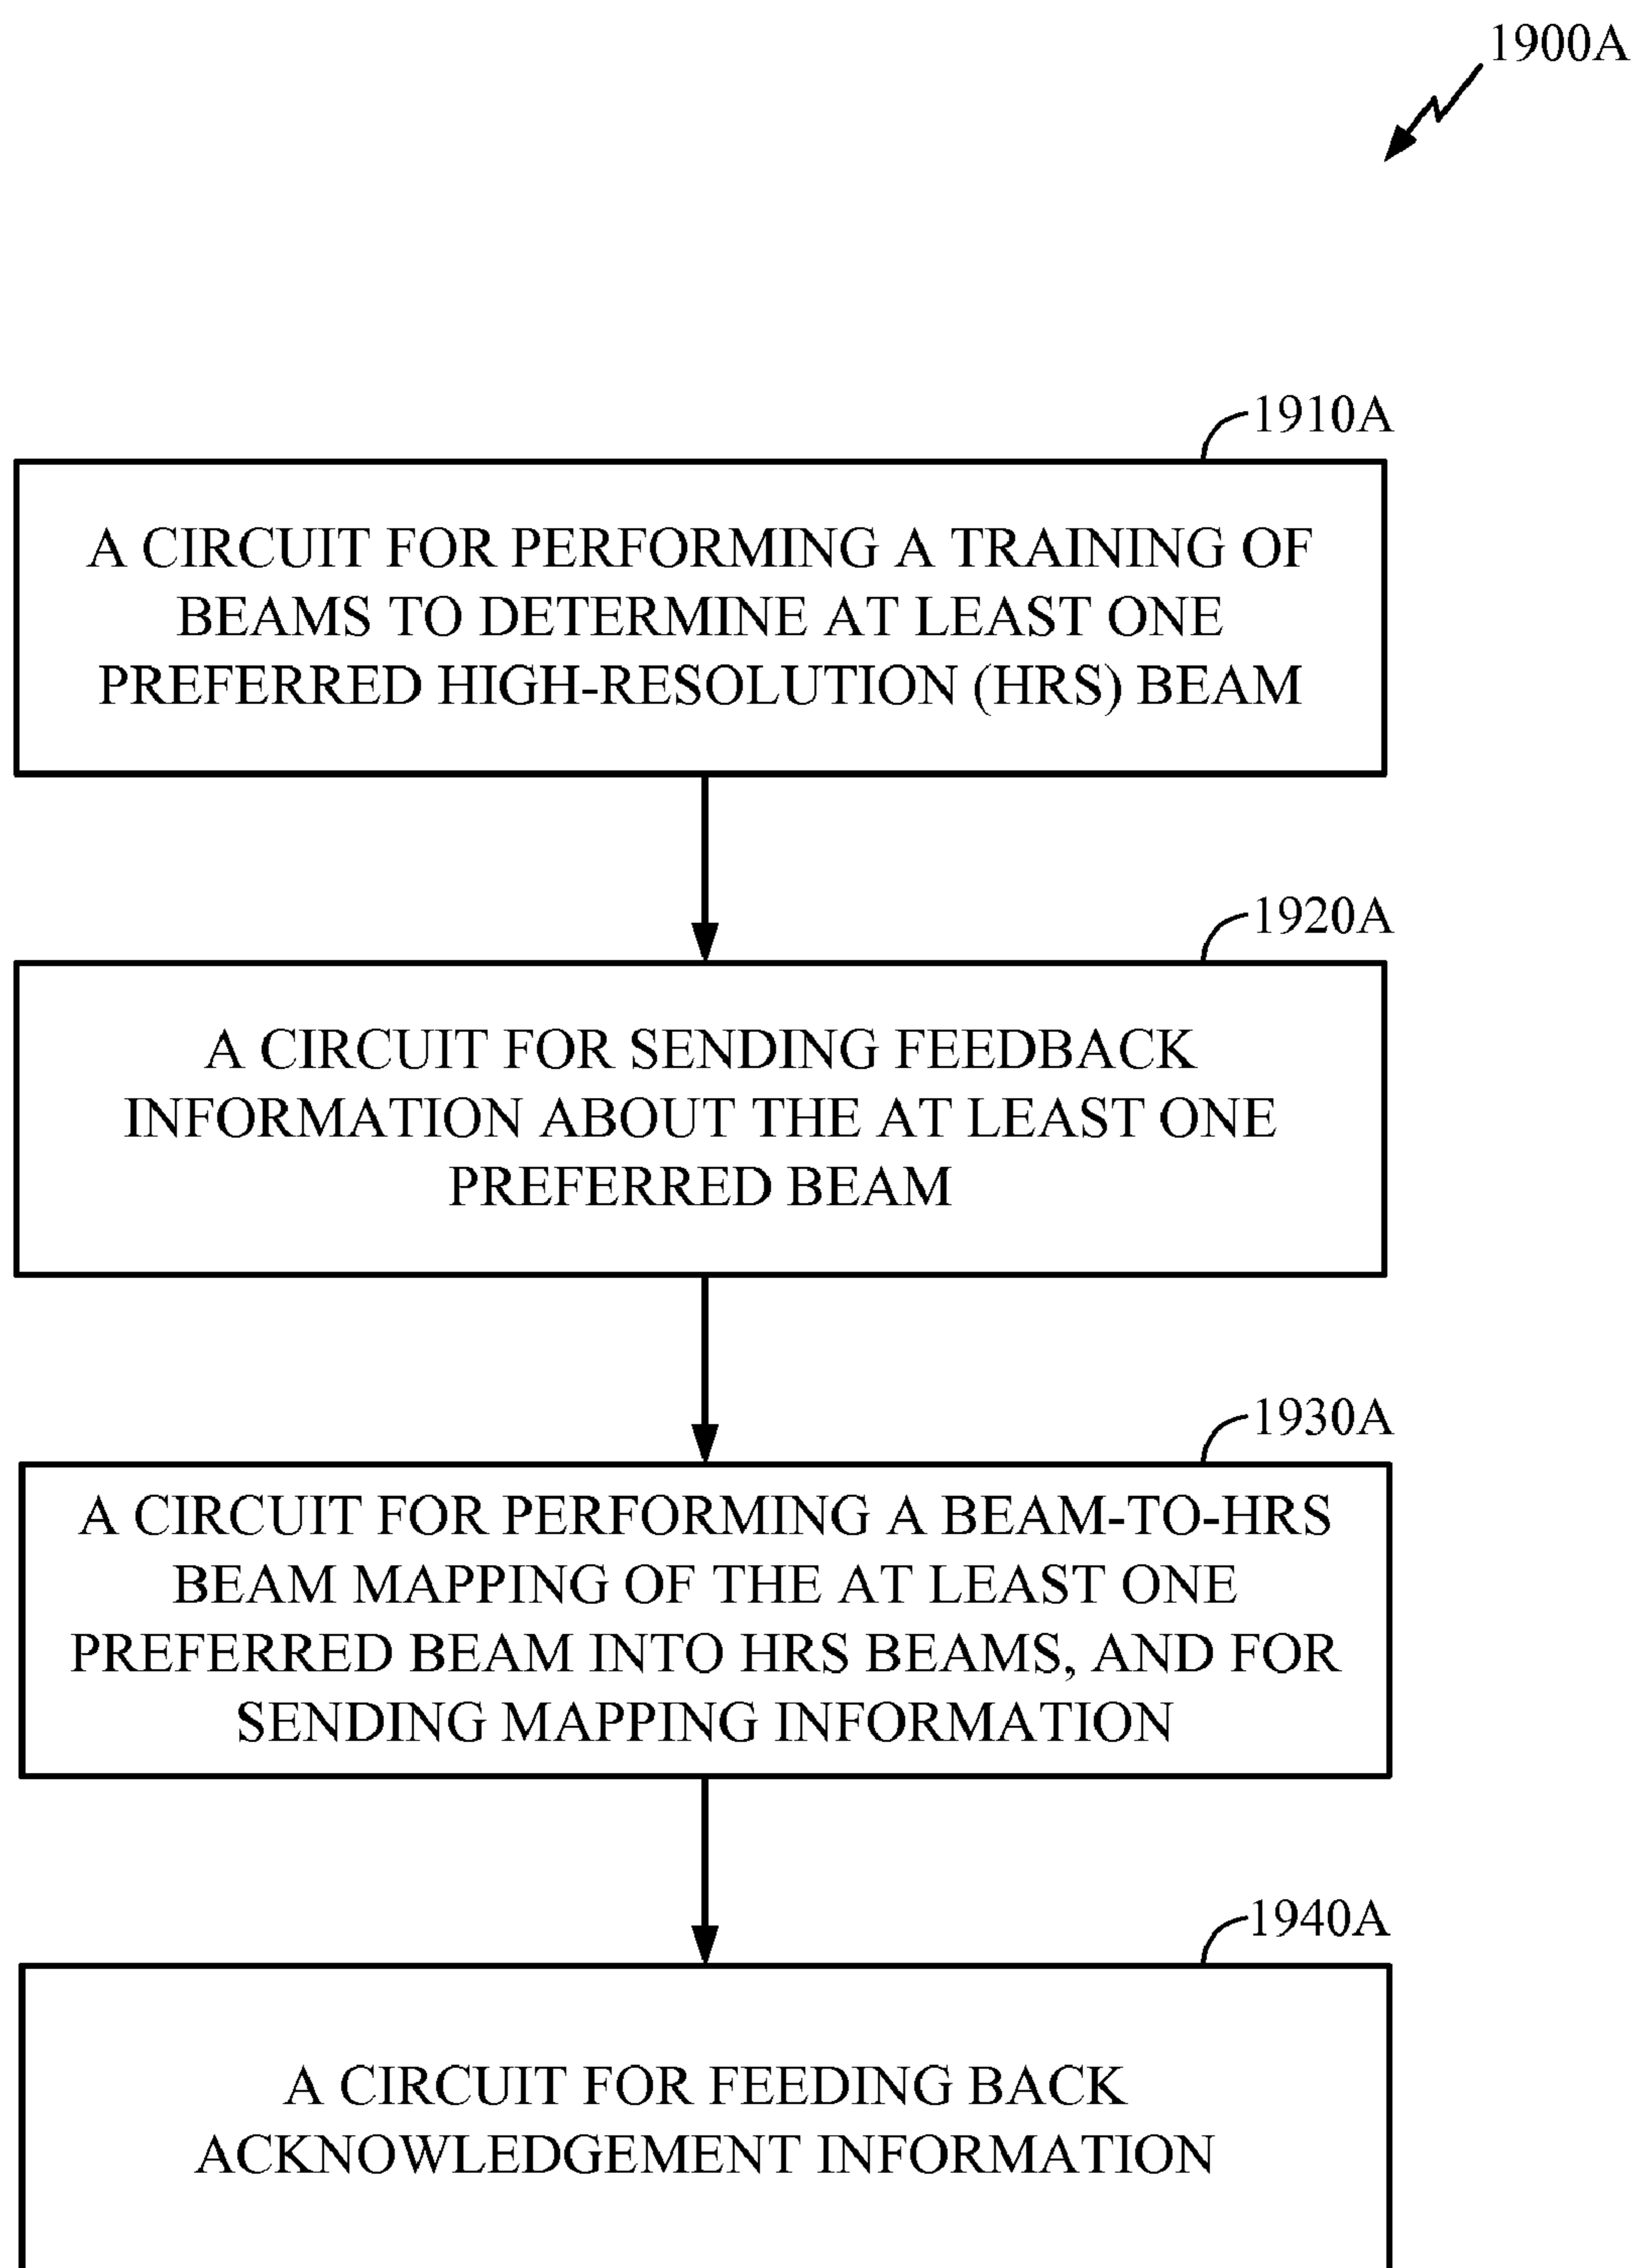 1900A
1910A
A CIRCUIT FOR PERFORMING A TRAINING OF
BEAMS TO DETERMINE AT LEAST ONE
PREFERRED HIGH-RESOLUTION (HRS) BEAM
1920A
A CIRCUIT FOR SENDING FEEDBACK
INFORMATION ABOUT THE AT LEAST ONE
PREFERRED BEAM
1930A
A CIRCUIT FOR PERFORMING A BEAM-TO-HRS
BEAM MAPPING OF THE AT LEAST ONE
PREFERRED BEAM INTO HRS BEAMS, AND FOR
SENDING MAPPING INFORMATION
1940A
A CIRCUIT FOR FEEDING BACK
ACKNOWLEDGEMENT INFORMATION